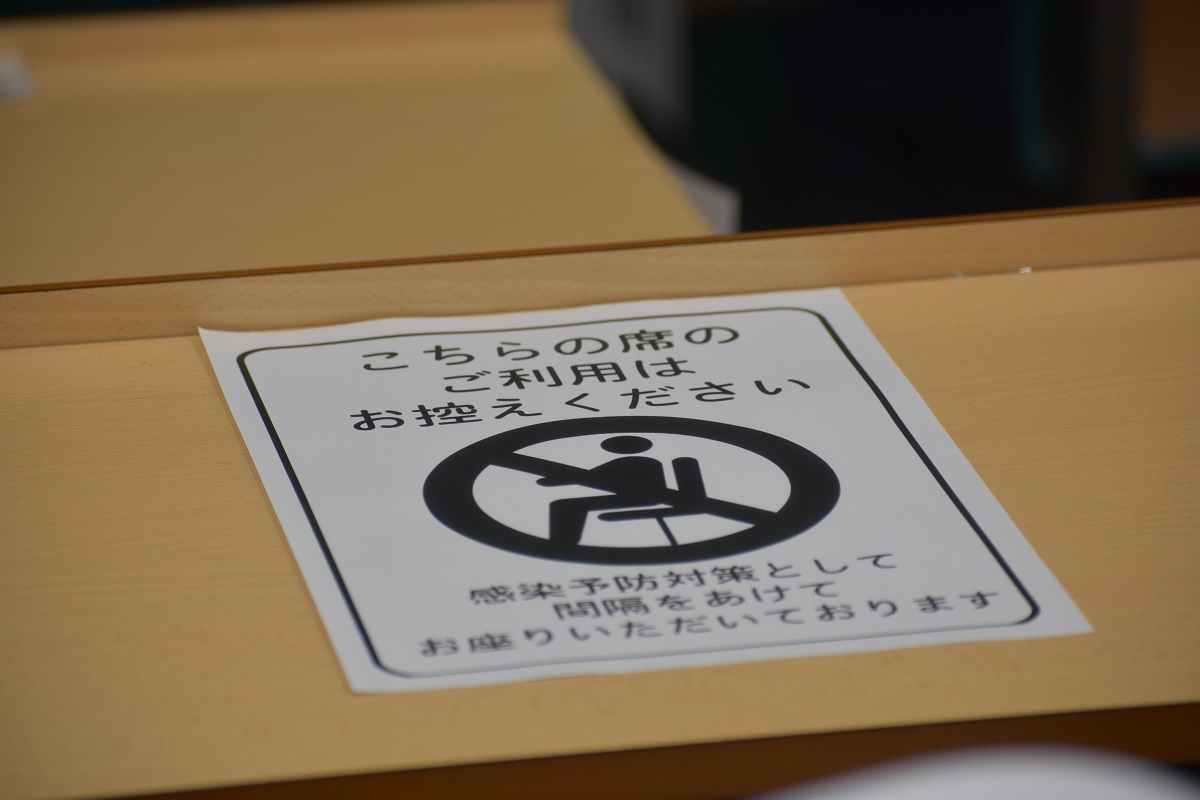 こちらの席の
ご利用は
お控えください
感染予防対策として
間隔をあけて
お座りいただいております